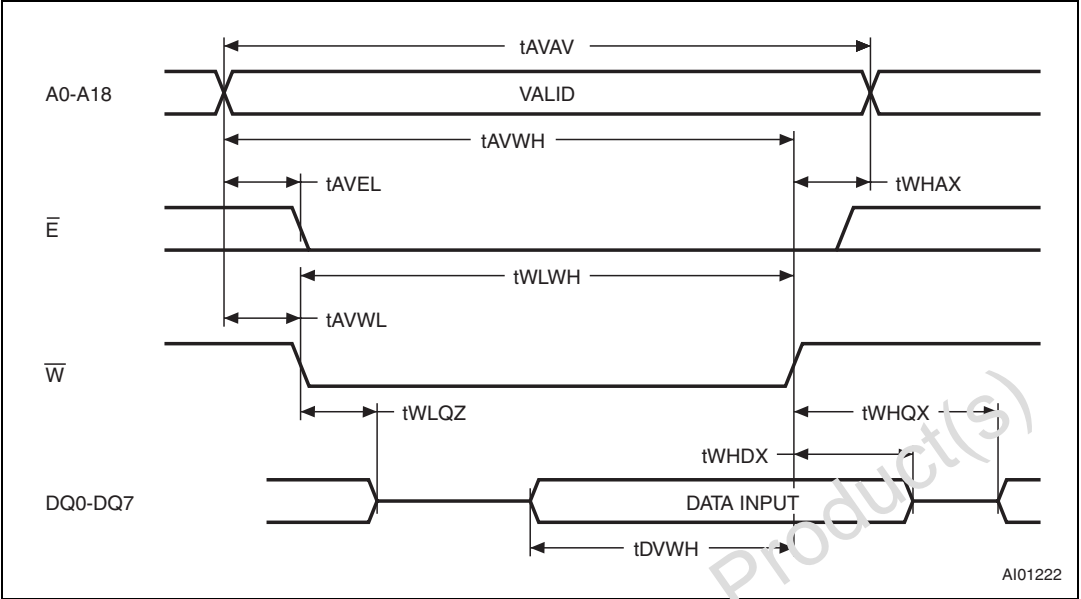 tAVAV
A0-A18
VALID
tAVWH
tAVEL
tWHAX
E̅
tWLWH
tAVWL
W̅
tWLQZ
tWHQX
tWHDX
DQ0-DQ7
DATA INPUT
tDVWH
Product(s)
AI01222